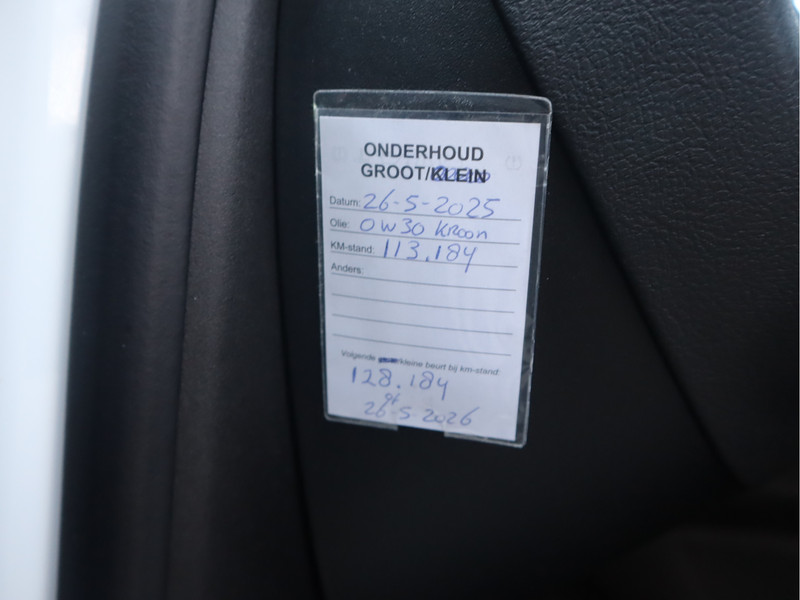 ONDERHOUD
GROOT/KLEIN
Datum: 26-5-2025
Olie: 0W30 Kroon
KM-stand: 113.184
Anders:
Volgende kleine beurt bij km-stand:
128.184
of
26-5-2026